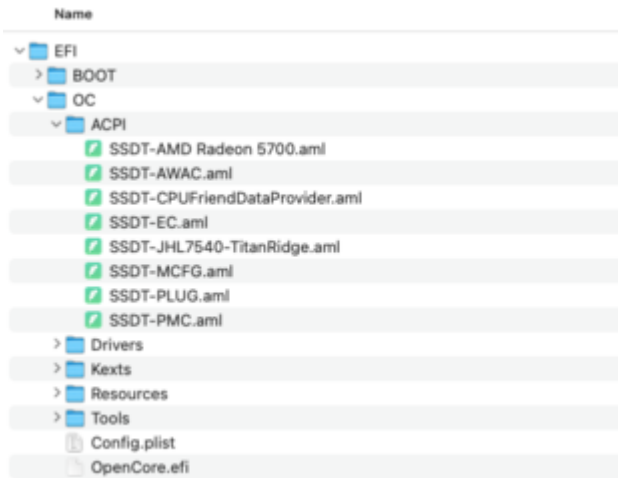 Name
EFI
BOOT
OC
ACPI
SSDT-AMD Radeon 5700.aml
SSDT-AWAC.aml
SSDT-CPUFriendDataProvider.aml
SSDT-EC.aml
SSDT-JHL7540-TitanRidge.aml
SSDT-MCFG.aml
SSDT-PLUG.aml
SSDT-PMC.aml
Drivers
Kexts
Resources
Tools
Config.plist
OpenCore.efi